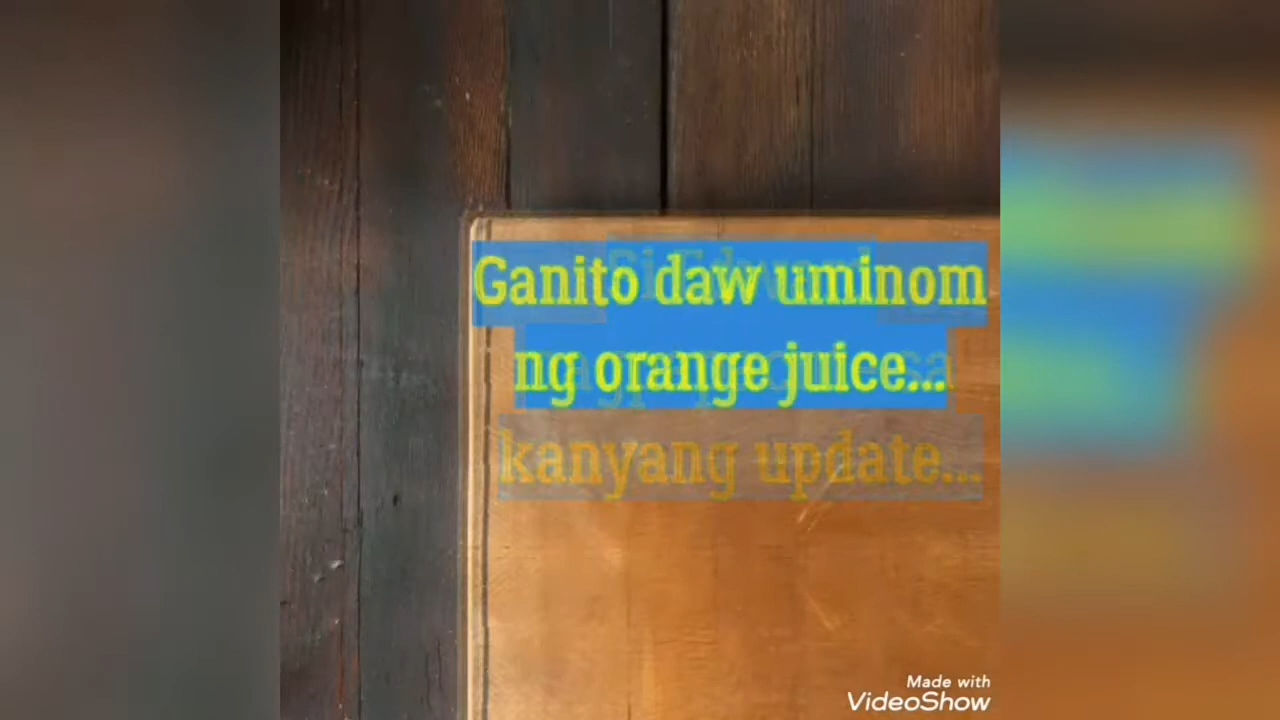 Ganito daw uminom
ng orange juice...
kanyang update...
Made with
VideoShow